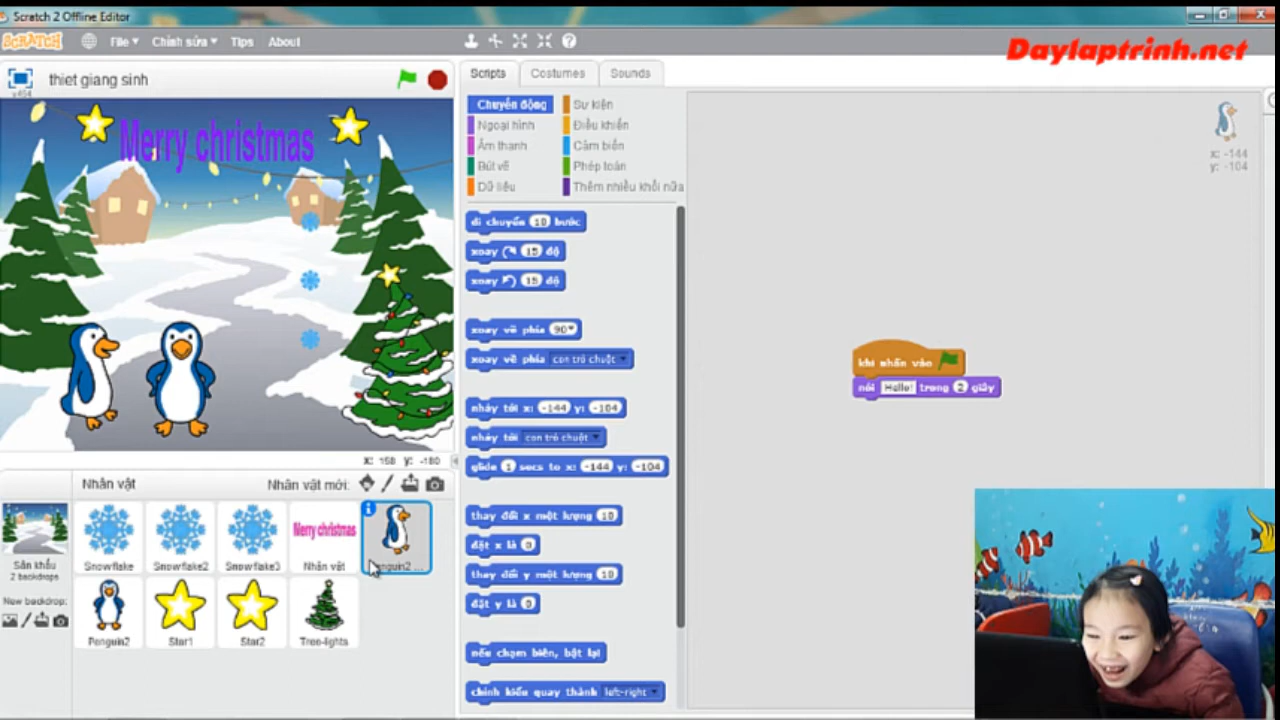 Scratch 2 Offline Editor
SCRATCH File Chỉnh sửa Tips About
Daylaptrinh.net
v454 thiet giang sinh
Scripts Costumes Sounds
Merry christmas
Chuyển động Sự kiện
Ngoại hình Điều khiển
Âm thanh Cảm biến
Bút vẽ Phép toán
Dữ liệu Thêm nhiều khối nữa
x: -144
y: -104
di chuyển 10 bước
xoay 15 độ
xoay 15 độ
xoay về phía 90
xoay về phía con trỏ chuột
nhảy tới x: -144 y: -104
nhảy tới con trỏ chuột
glide 1 secs to x: -144 y: -104
thay đổi x một lượng 10
đặt x là 0
thay đổi y một lượng 10
đặt y là 0
nếu chạm biên, bật lại
chỉnh kiểu quay thành left-right
khi nhấn vào
nói Hello! trong 2 giây
x: 158 y: -180
Nhân vật Nhân vật mới:
Sân khấu
2 backdrops
New backdrop:
Snowflake Snowflake2 Snowflake3 Nhân vật
Merry christmas
Penguin2 Star1 Star2 Tree-lights